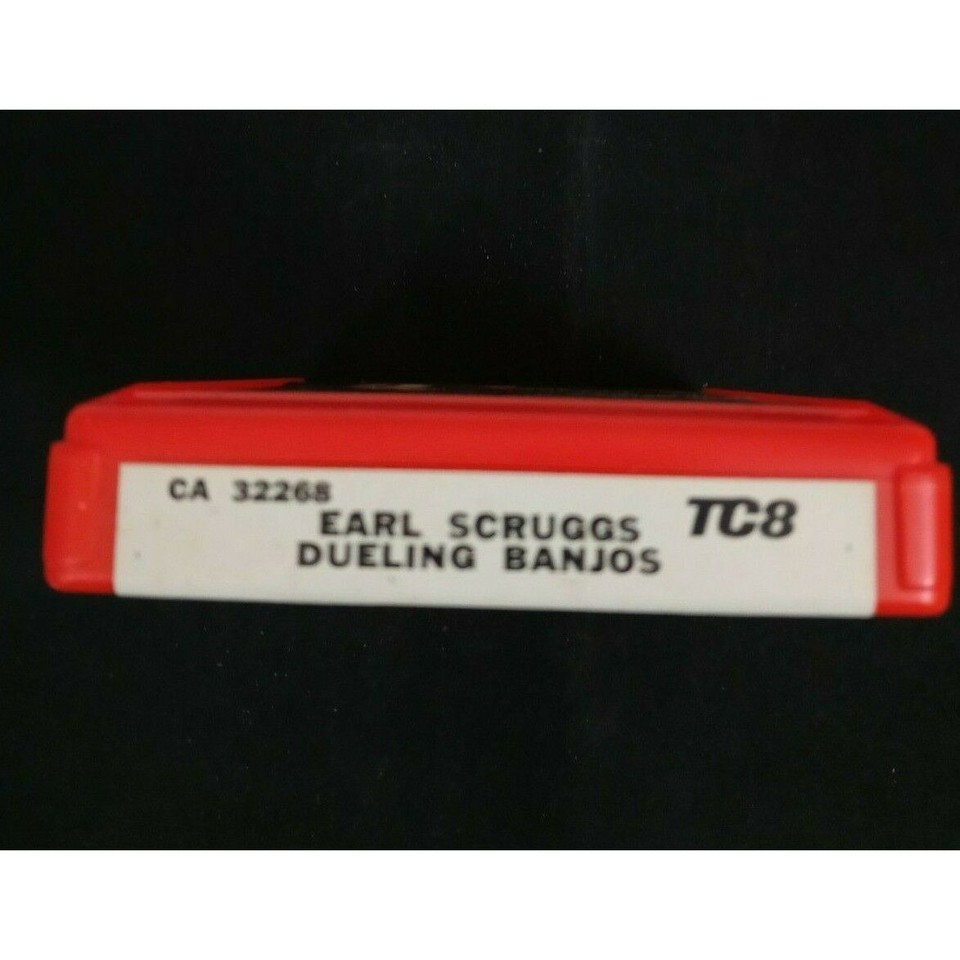 CA 32268
EARL SCRUGGS TC8
DUELING BANJOS